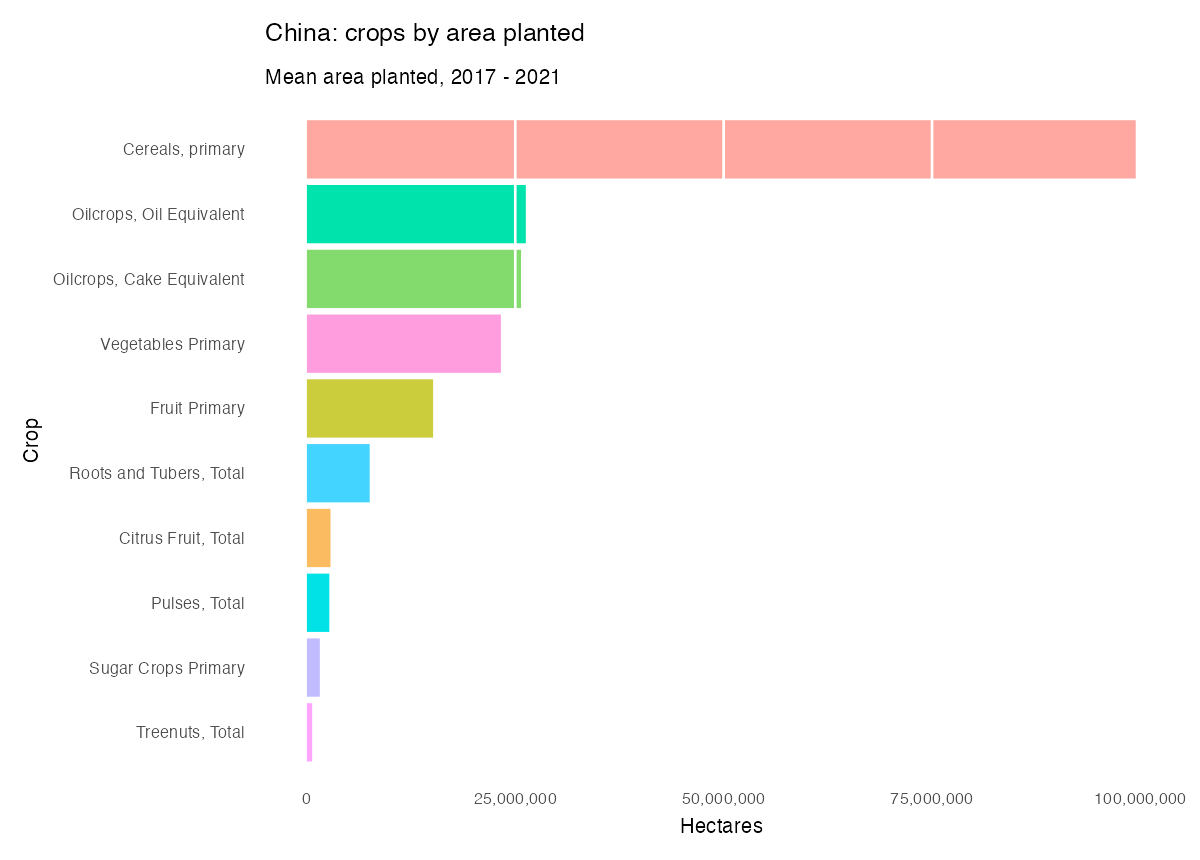 China: crops by area planted
Mean area planted, 2017 - 2021
Crop
Cereals, primary
Oilcrops, Oil Equivalent
Oilcrops, Cake Equivalent
Vegetables Primary
Fruit Primary
Roots and Tubers, Total
Citrus Fruit, Total
Pulses, Total
Sugar Crops Primary
Treenuts, Total
0 25,000,000 50,000,000 75,000,000 100,000,000
Hectares